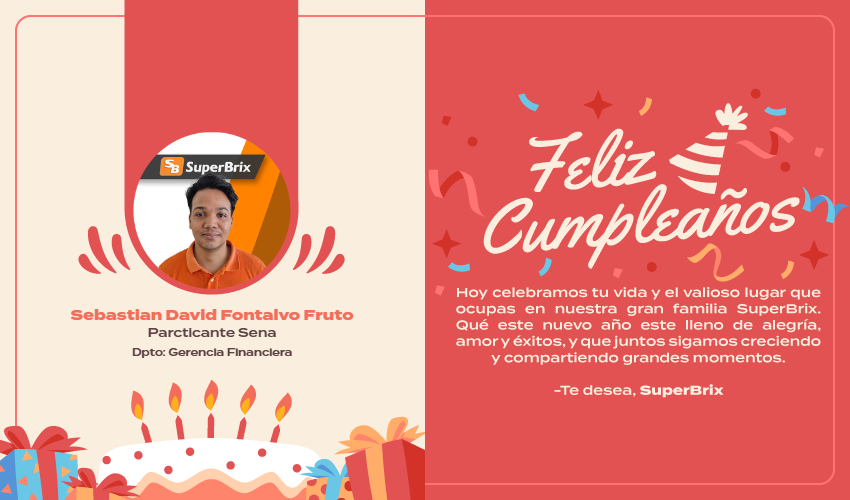 SB SuperBrix
Sebastian David Fontalvo Fruto
Parcticante Sena
Dpto: Gerencia Financiera
Feliz
Cumpleaños
Hoy celebramos tu vida y el valioso lugar que
ocupas en nuestra gran familia SuperBrix.
Qué este nuevo año este lleno de alegría,
amor y éxitos, y que juntos sigamos creciendo
y compartiendo grandes momentos.
-Te desea, SuperBrix